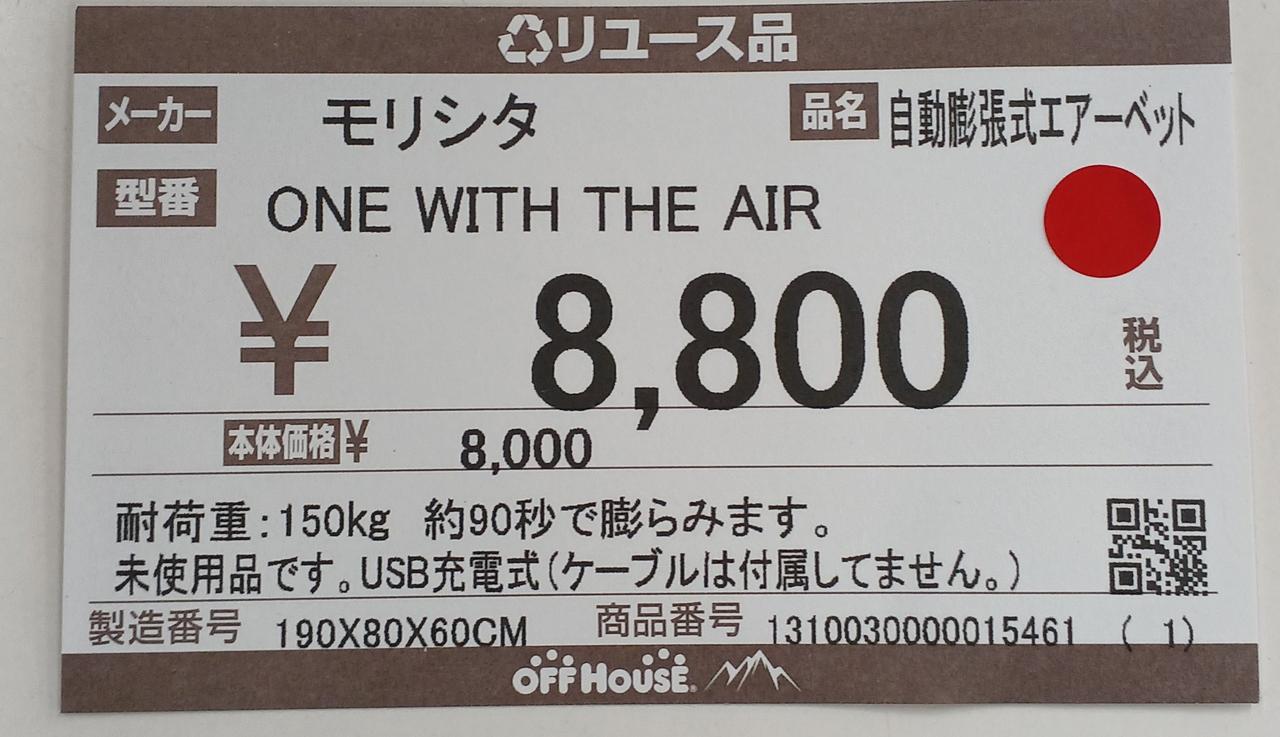 リユース品
メーカー モリシタ 品名 自動膨張式エアーベット
型番 ONE WITH THE AIR
¥ 8,800 税込
本体価格¥ 8,000
耐荷重:150kg 約90秒で膨らみます。
未使用品です。USB充電式(ケーブルは付属してません。)
製造番号 190X80X60CM 商品番号 1310030000015461 ( 1)
OFF HOUSE